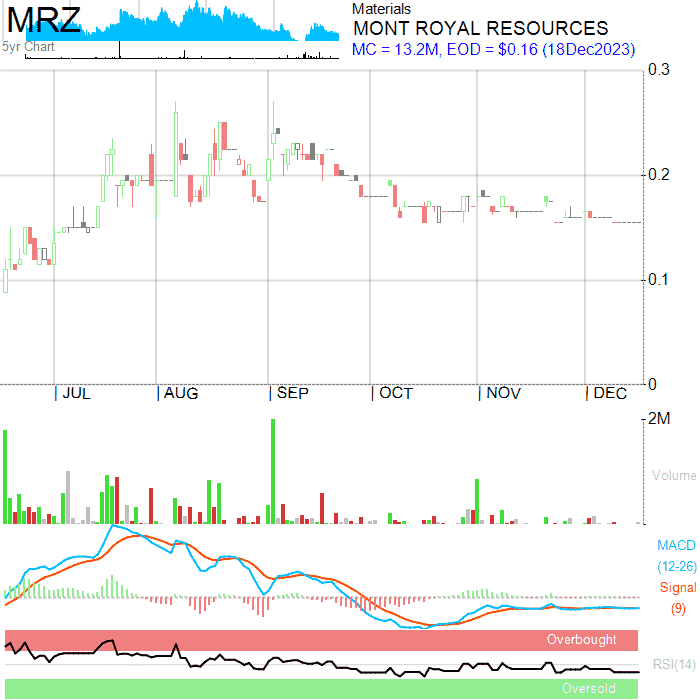 MRZ
5yr Chart
Materials
MONT ROYAL RESOURCES
MC = 13.2M, EOD = $0.16 (18Dec2023)
0.3
0.2
0.1
0
JUL AUG SEP OCT NOV DEC
2M
Volume
MACD
(12-26)
Signal
(9)
Overbought
RSI(14)
Oversold